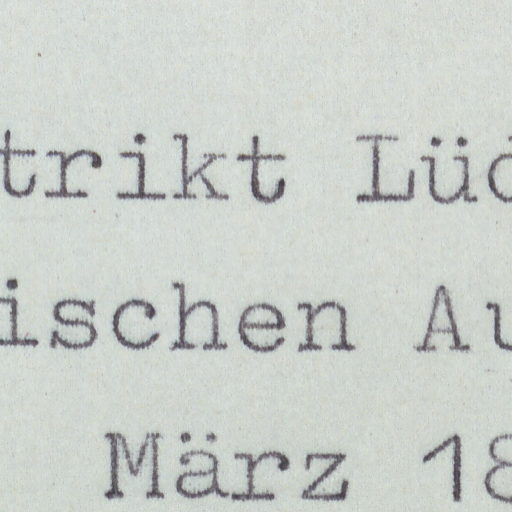 trikt Lüd
ischen Au
März 18